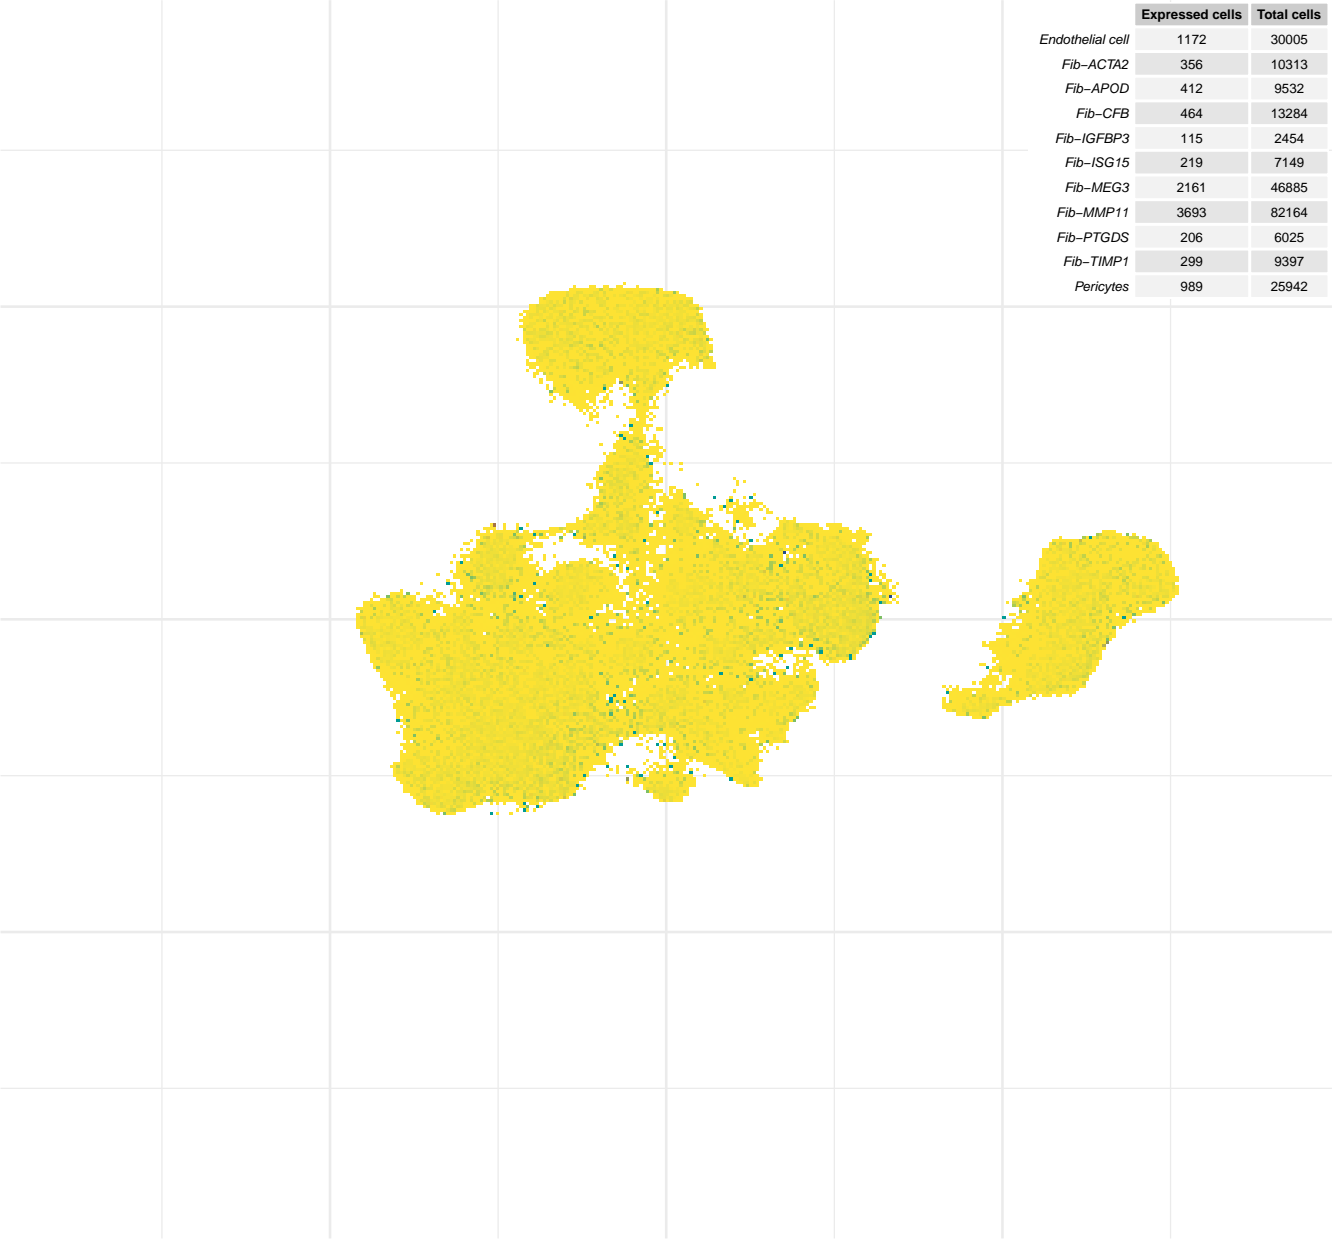 Expressed cells Total cells
Endothelial cell 1172 30005
Fib−ACTA2 356 10313
Fib−APOD 412 9532
Fib−CFB 464 13284
Fib−IGFBP3 115 2454
Fib−ISG15 219 7149
Fib−MEG3 2161 46885
Fib−MMP11 3693 82164
Fib−PTGDS 206 6025
Fib−TIMP1 299 9397
Pericytes 989 25942